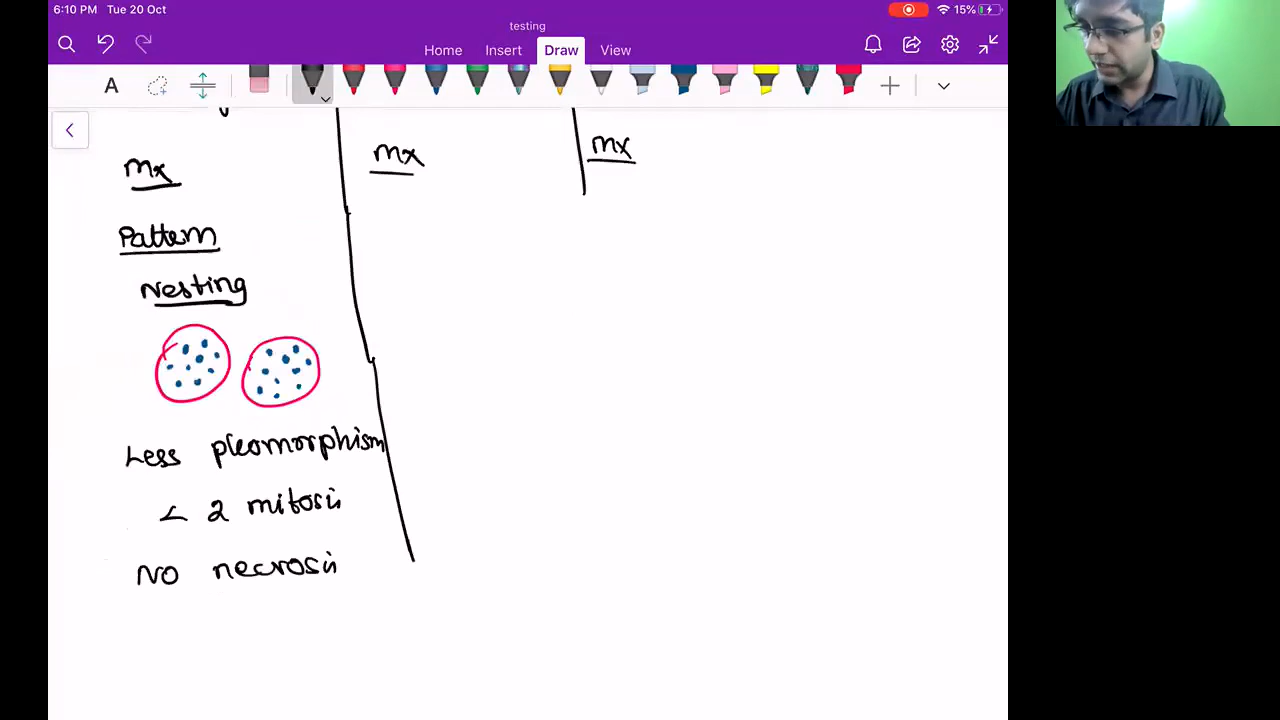 6:10 PM Tue 20 Oct
15%
testing
Home Insert Draw View
A
mx
mx
mx
Pattern
Nesting
Less pleomorphism
< 2 mitosis
NO necrosis